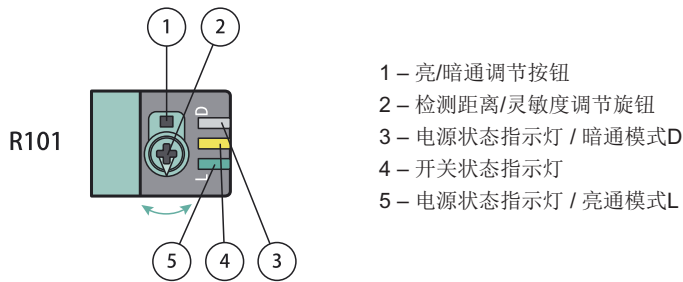 1
2
D
R101
L
5
4
3
1 – 亮/暗通调节按钮
2 – 检测距离/灵敏度调节旋钮
3 – 电源状态指示灯 / 暗通模式D
4 – 开关状态指示灯
5 – 电源状态指示灯 / 亮通模式L